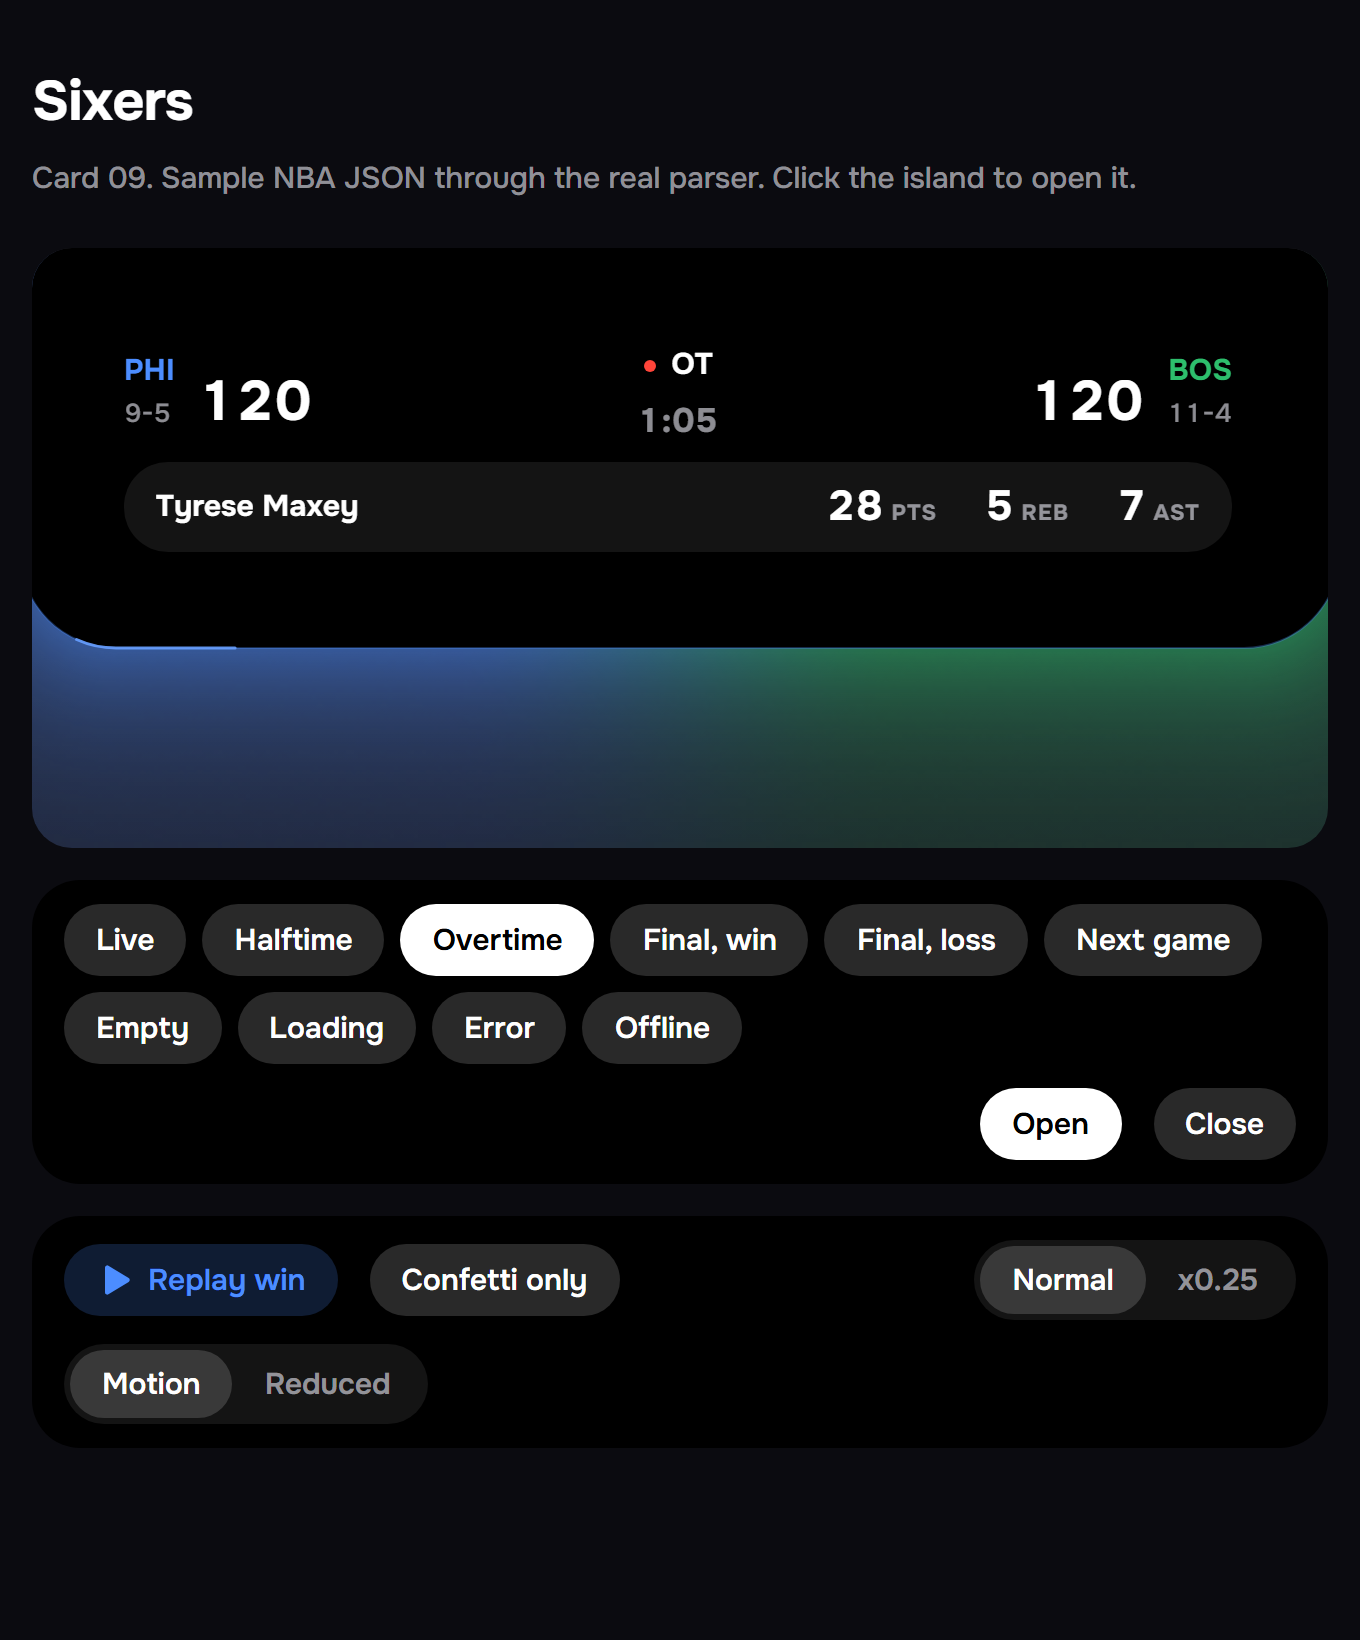 Sixers
Card 09. Sample NBA JSON through the real parser. Click the island to open it.
PHI
9-5
120
OT
1:05
120
BOS
11-4
Tyrese Maxey 28 PTS 5 REB 7 AST
Live Halftime Overtime Final, win Final, loss Next game
Empty Loading Error Offline
Open Close
Replay win Confetti only Normal x0.25
Motion Reduced